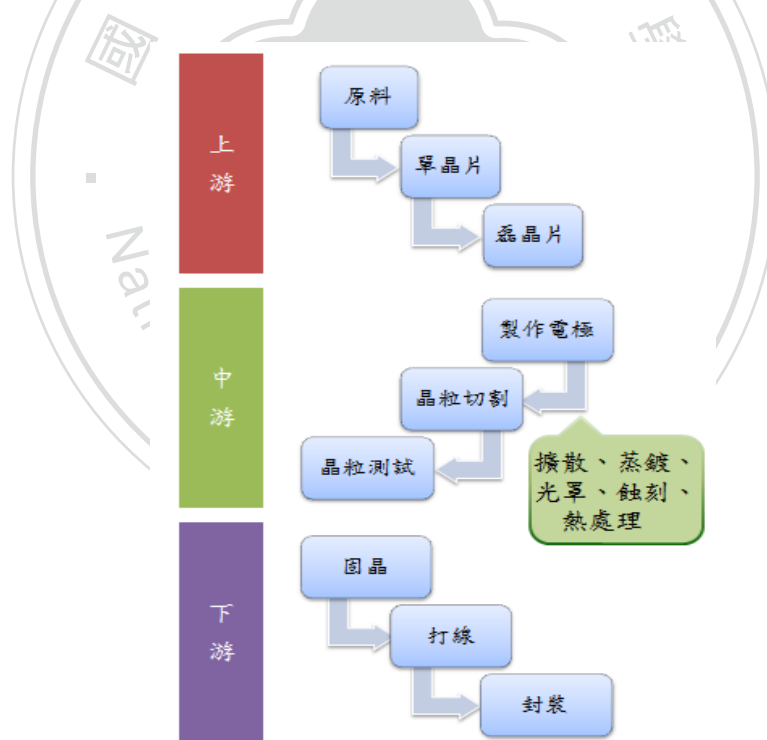 國
Nat
上
游
原料
單晶片
磊晶片
中
游
製作電極
晶粒切割
晶粒測試
擴散、蒸鍍、
光罩、蝕刻、
熱處理
下
游
固晶
打線
封裝